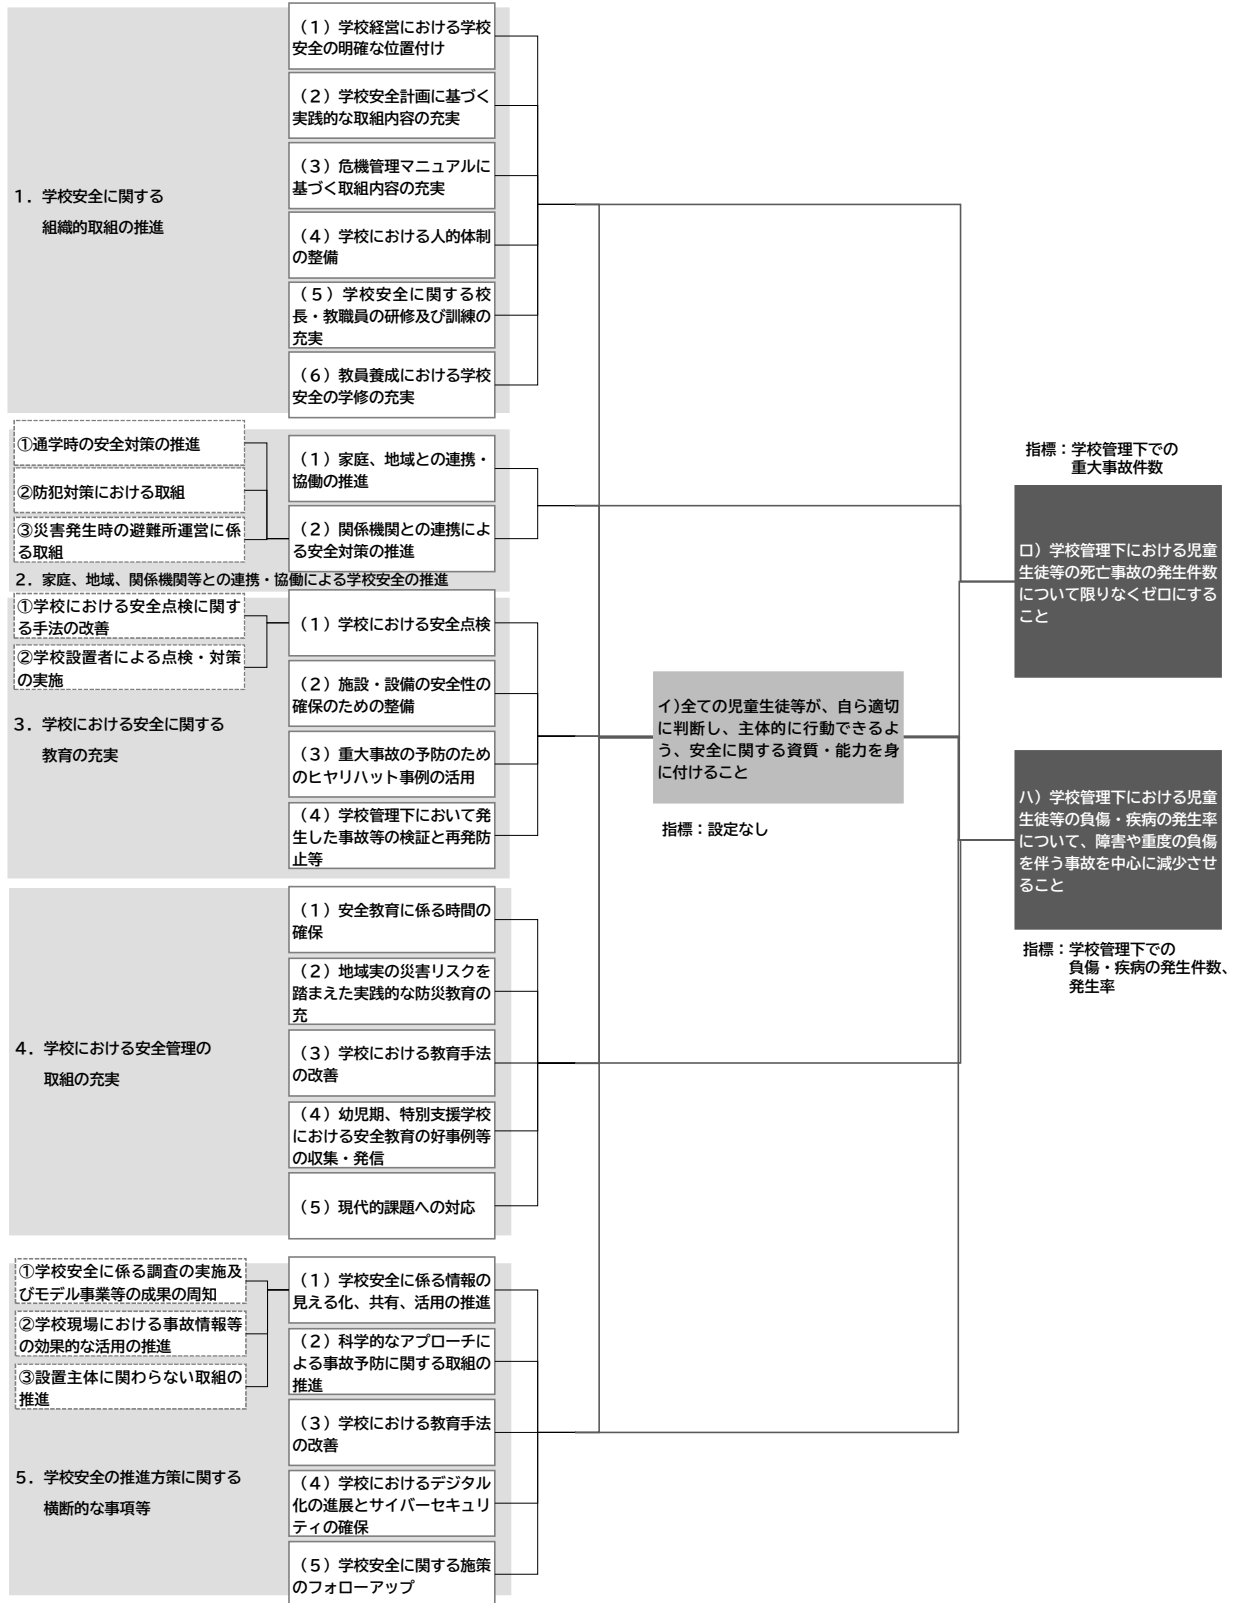 １．学校安全に関する
組織的取組の推進
（１）学校経営における学校
安全の明確な位置付け
（２）学校安全計画に基づく
実践的な取組内容の充実
（３）危機管理マニュアルに
基づく取組内容の充実
（４）学校における人的体制
の整備
（５）学校安全に関する校
長・教職員の研修及び訓練の
充実
（６）教員養成における学校
安全の学修の充実
①通学時の安全対策の推進
②防犯対策における取組
③災害発生時の避難所運営に係
る取組
（１）家庭、地域との連携・
協働の推進
（２）関係機関との連携によ
る安全対策の推進
２．家庭、地域、関係機関等との連携・協働による学校安全の推進
①学校における安全点検に関す
る手法の改善
②学校設置者による点検・対策
の実施
３．学校における安全に関する
教育の充実
（１）学校における安全点検
（２）施設・設備の安全性の
確保のための整備
（３）重大事故の予防のため
のヒヤリハット事例の活用
（４）学校管理下において発
生した事故等の検証と再発防
止等
４．学校における安全管理の
取組の充実
（１）安全教育に係る時間の
確保
（２）地域実の災害リスクを
踏まえた実践的な防災教育の
充
（３）学校における教育手法
の改善
（４）幼児期、特別支援学校
における安全教育の好事例等
の収集・発信
（５）現代的課題への対応
①学校安全に係る調査の実施及
びモデル事業等の成果の周知
②学校現場における事故情報等
の効果的な活用の推進
③設置主体に関わらない取組の
推進
５．学校安全の推進方策に関する
横断的な事項等
（１）学校安全に係る情報の
見える化、共有、活用の推進
（２）科学的なアプローチに
よる事故予防に関する取組の
推進
（３）学校における教育手法
の改善
（４）学校におけるデジタル
化の進展とサイバーセキュリ
ティの確保
（５）学校安全に関する施策
のフォローアップ
イ)全ての児童生徒等が、自ら適切
に判断し、主体的に行動できるよ
う、安全に関する資質・能力を身
に付けること
指標：設定なし
指標：学校管理下での
重大事故件数
ロ）学校管理下における児童
生徒等の死亡事故の発生件数
について限りなくゼロにする
こと
ハ）学校管理下における児童
生徒等の負傷・疾病の発生率
について、障害や重度の負傷
を伴う事故を中心に減少させ
ること
指標：学校管理下での
負傷・疾病の発生件数、
発生率